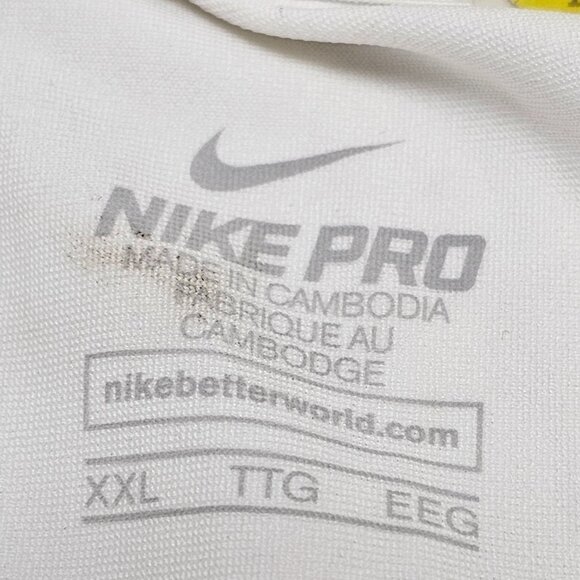 NIKE PRO
MADE IN CAMBODIA
FABRIQUE AU
CAMBODGE
nikebetterworld.com
XXL TTG EEG